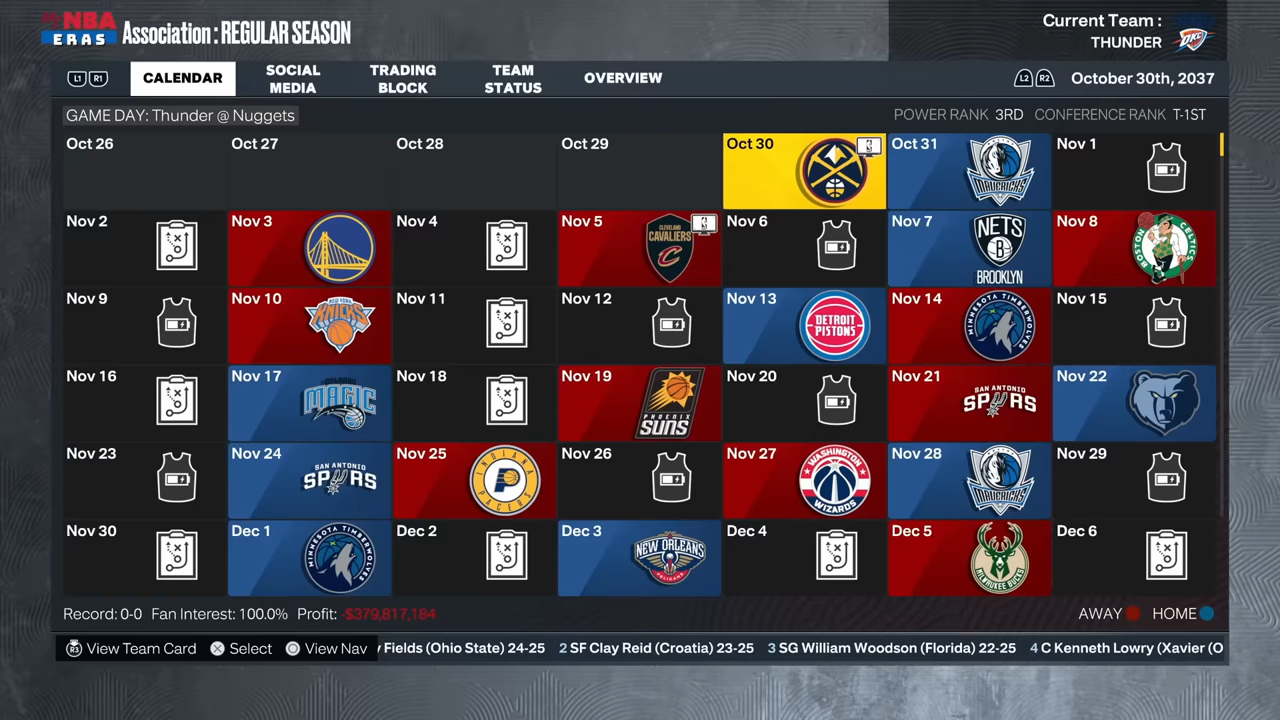 NBA
ERAS
Association : REGULAR SEASON
Current Team :
THUNDER
OKC
L1 R1
CALENDAR
SOCIAL
MEDIA
TRADING
BLOCK
TEAM
STATUS
OVERVIEW
L2 R2
October 30th, 2037
GAME DAY: Thunder @ Nuggets
POWER RANK 3RD CONFERENCE RANK T-1ST
Oct 26
Oct 27
Oct 28
Oct 29
Oct 30
Oct 31
MAVERICKS
Nov 1
Nov 2
Nov 3
Nov 4
Nov 5
CLEVELAND
CAVALIERS
C
Nov 6
Nov 7
NETS
B
BROOKLYN
Nov 8
BOSTON
CELTICS
Nov 9
Nov 10
NEW YORK
KNICKS
Nov 11
Nov 12
Nov 13
DETROIT
PISTONS
Nov 14
MINNESOTA TIMBERWOLVES
Nov 15
Nov 16
Nov 17
MAGIC
Nov 18
Nov 19
PHOENIX
SUNS
Nov 20
Nov 21
SAN ANTONIO
SPURS
Nov 22
Nov 23
Nov 24
SAN ANTONIO
SPURS
Nov 25
INDIANA
P
PACERS
Nov 26
Nov 27
WASHINGTON
WIZARDS
Nov 28
MAVERICKS
Nov 29
Nov 30
Dec 1
MINNESOTA TIMBERWOLVES
Dec 2
Dec 3
NEW ORLEANS
PELICANS
Dec 4
Dec 5
MILWAUKEE BUCKS
Dec 6
Record: 0-0 Fan Interest: 100.0% Profit: -$379,817,184
AWAY HOME
R3 View Team Card Select View Nav
Fields (Ohio State) 24-25 2 SF Clay Reid (Croatia) 23-25 3 SG William Woodson (Florida) 22-25 4 C Kenneth Lowry (Xavier (O